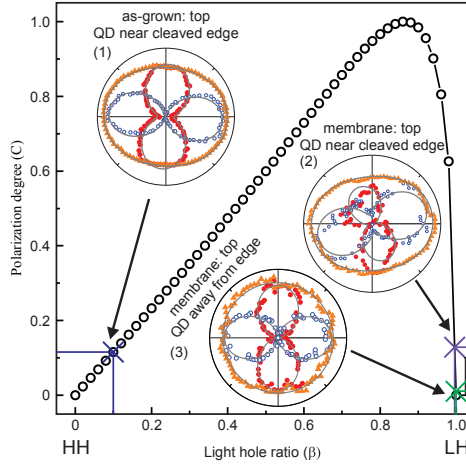 as-grown: top
QD near cleaved edge
(1)
membrane: top
QD near cleaved edge
(2)
membrane: top
QD away from edge
(3)
Polarization degree (C)
1.0
0.8
0.6
0.4
0.2
0.0
0.0 0.2 0.4 0.6 0.8 1.0
HH Light hole ratio (β) LH